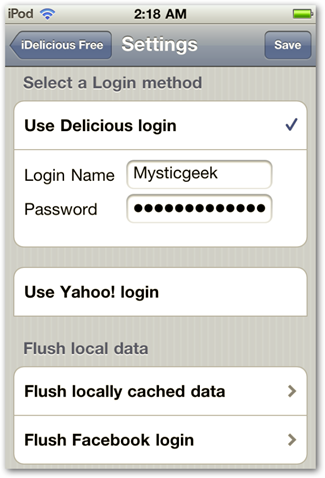 iPod 2:18 AM
iDelicious Free Settings Save
Select a Login method
Use Delicious login
Login Name Mysticgeek
Password ●●●●●●●●●●●●●
Use Yahoo! login
Flush local data
Flush locally cached data
Flush Facebook login